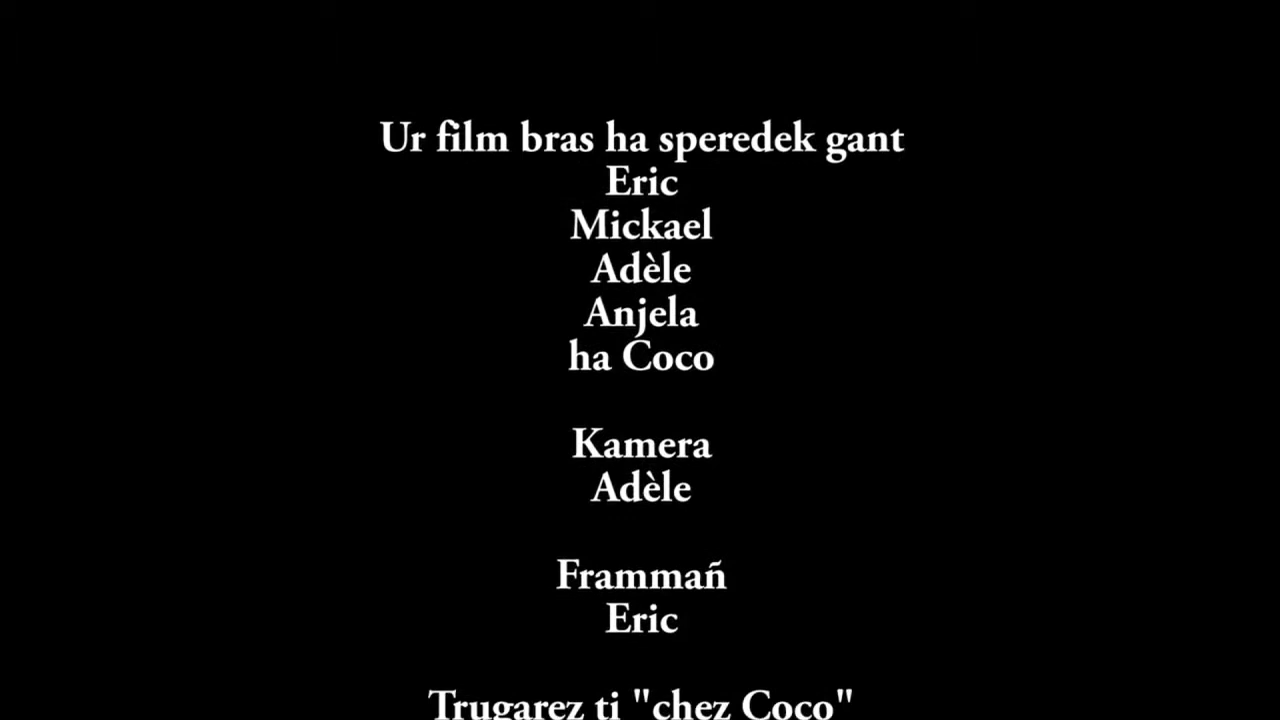 Ur film bras ha speredek gant
Eric
Mickael
Adèle
Anjela
ha Coco
Kamera
Adèle
Frammañ
Eric
Trugarez ti "chez Coco"